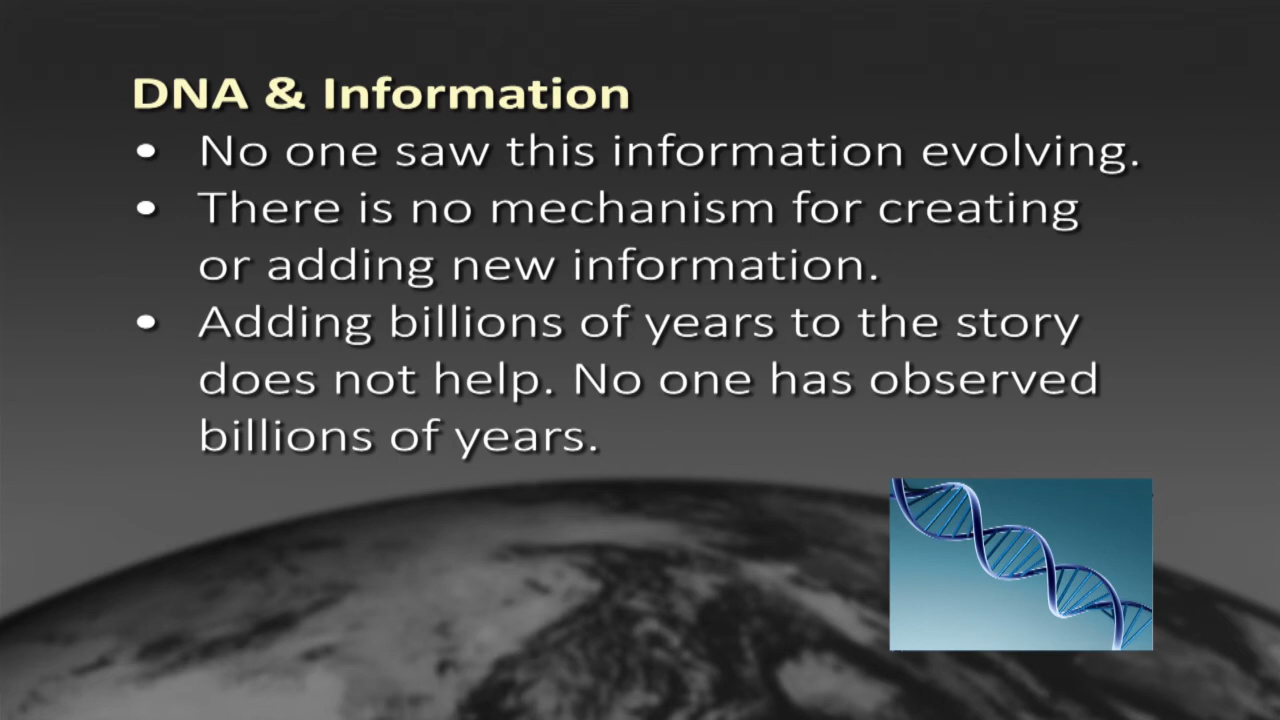 DNA & Information
• No one saw this information evolving.
• There is no mechanism for creating
or adding new information.
• Adding billions of years to the story
does not help. No one has observed
billions of years.